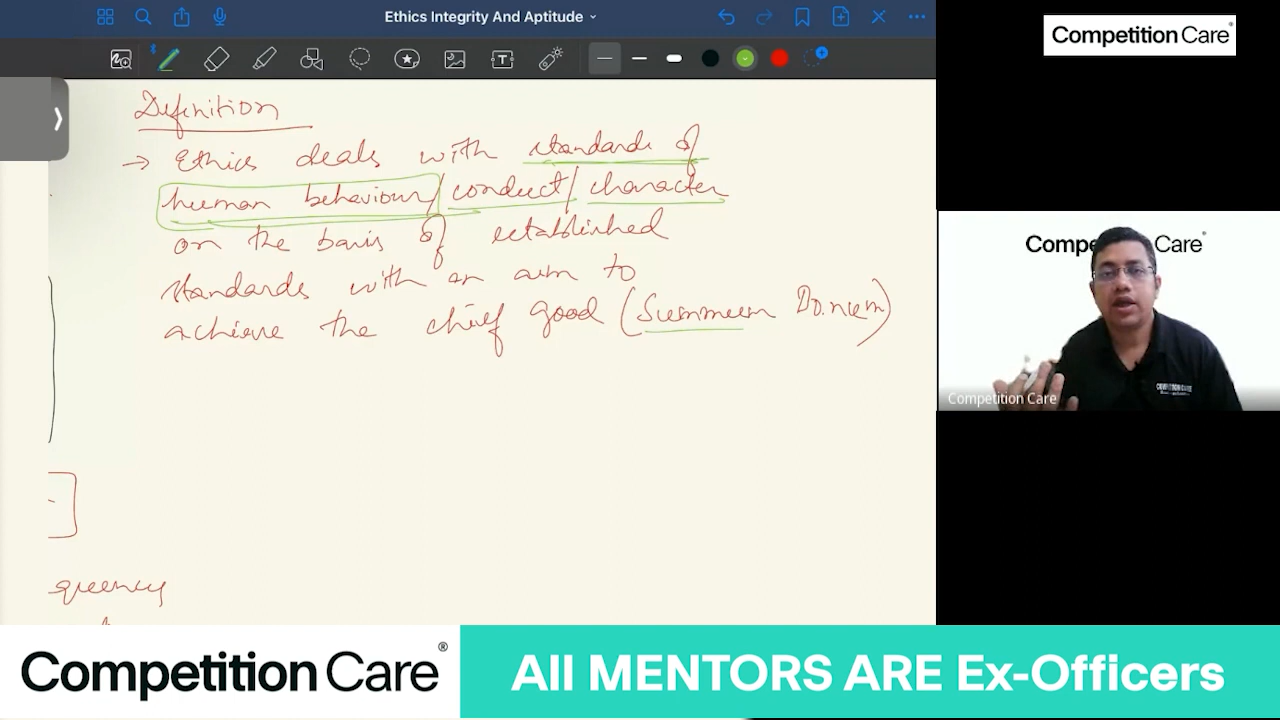 Ethics Integrity And Aptitude
Competition Care
Definition
→ Ethics deals with standards of
human behaviour/conduct/character
on the basis of established
standards with an aim to
achieve the chief good (Summum Bonum)
Care
Competition Care
Competition Care®
All MENTORS ARE Ex-Officers